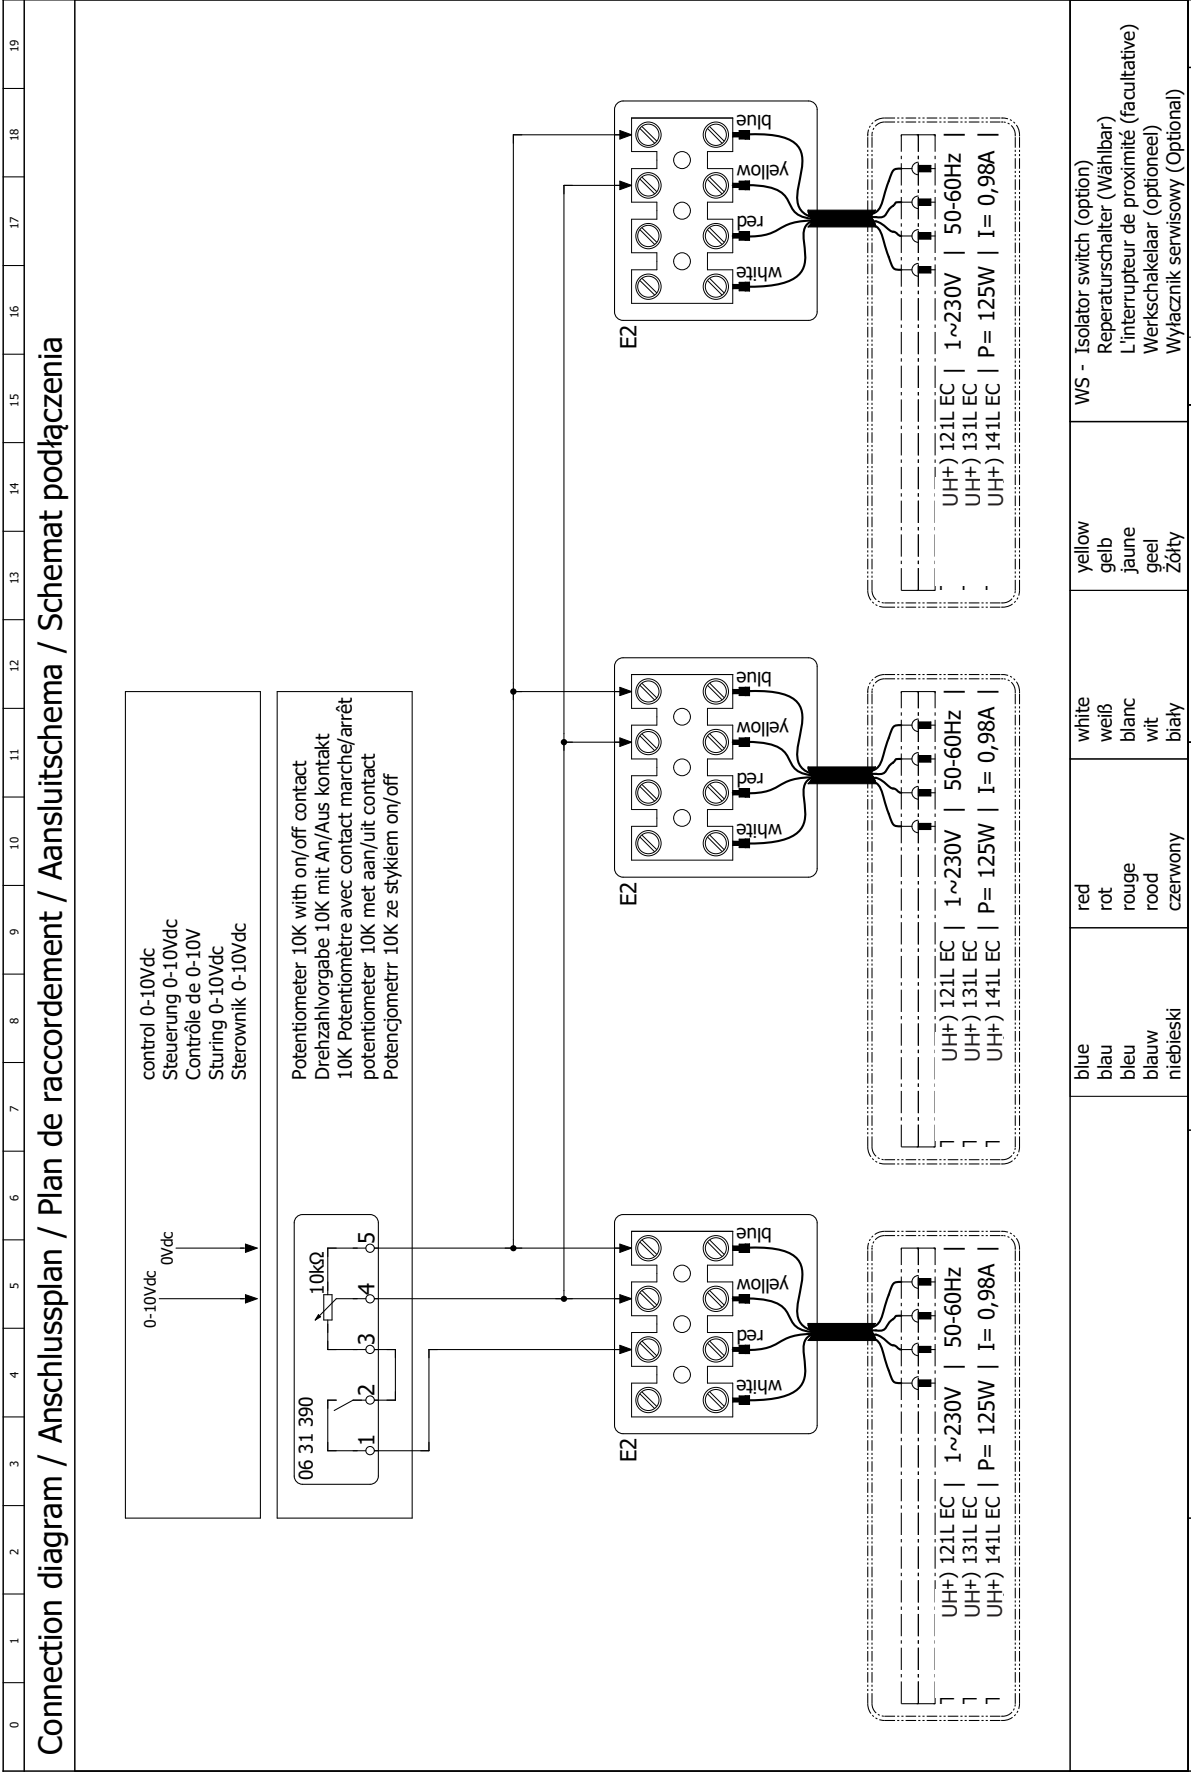 0 1 2 3 4 5 6 7 8 9 10 11 12 13 14 15 16 17 18 19
Connection diagram / Anschlussplan / Plan de raccordement / Aansluitschema / Schemat podłączenia
0-10Vdc
0Vdc
control 0-10Vdc
Steuerung 0-10Vdc
Contrôle de 0-10V
Sturing 0-10Vdc
Sterownik 0-10Vdc
06 31 390
10kΩ
1 2 3 4 5
Potentiometer 10K with on/off contact
Drehzahlvorgabe 10K mit An/Aus kontakt
10K Potentiomètre avec contact marche/arrêt
potentiometer 10K met aan/uit contact
Potencjometrr 10K ze stykiem on/off
E2
white red yellow blue
UH+) 121L EC | 1~230V | 50-60Hz |
UH+) 131L EC
UH+) 141L EC | P= 125W | I= 0,98A |
E2
white red yellow blue
UH+) 121L EC | 1~230V | 50-60Hz |
UH+) 131L EC
UH+) 141L EC | P= 125W | I= 0,98A |
E2
white red yellow blue
UH+) 121L EC | 1~230V | 50-60Hz |
UH+) 131L EC
UH+) 141L EC | P= 125W | I= 0,98A |
blue
blau
bleu
blauw
niebieski
red
rot
rouge
rood
czerwony
white
weiß
blanc
wit
biały
yellow
gelb
jaune
geel
Żółty
WS - Isolator switch (option)
Reperaturschalter (Wählbar)
L'interrupteur de proximité (facultative)
Werkschakelaar (optioneel)
Wyłacznik serwisowy (Optional)